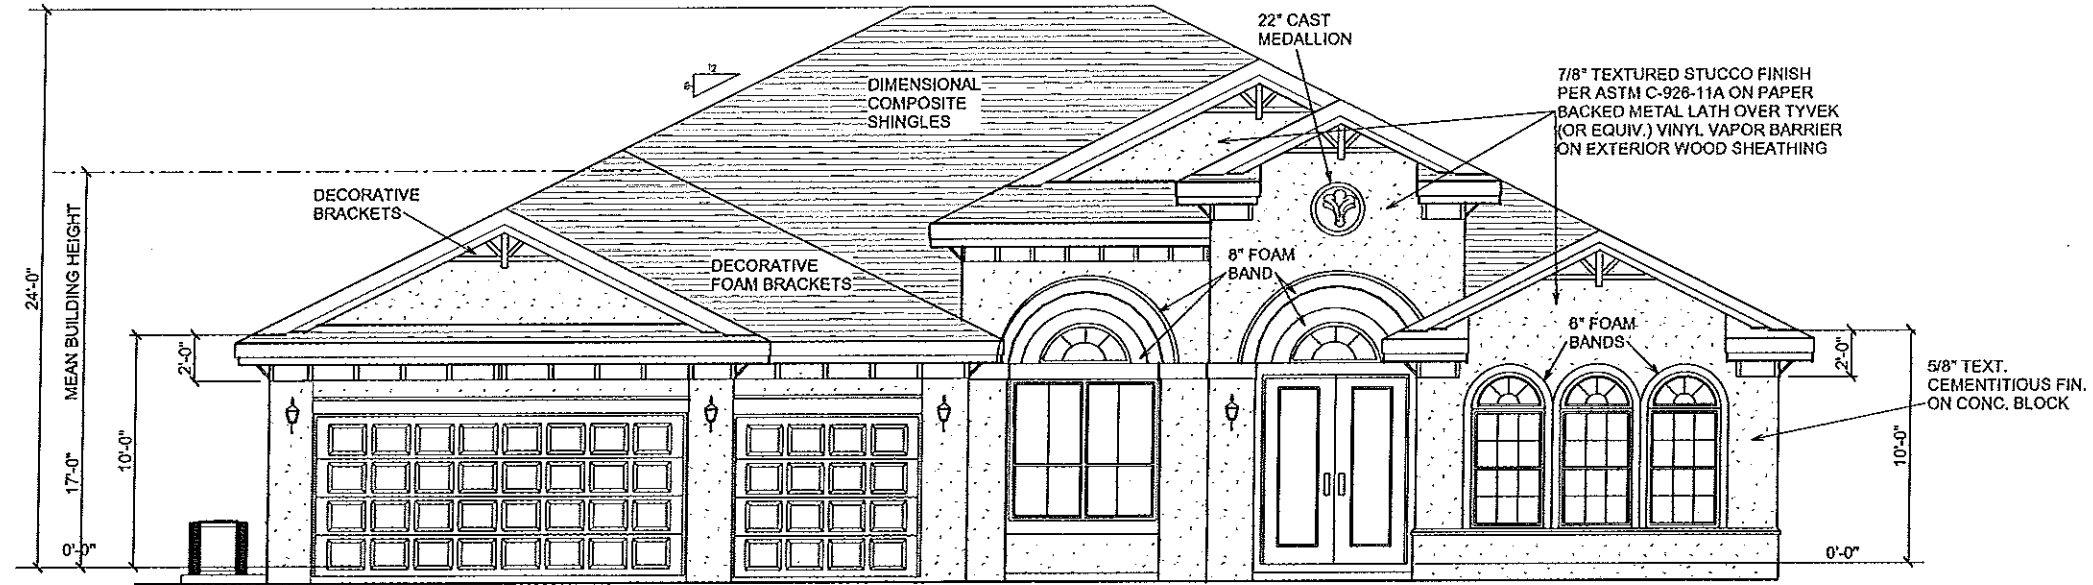 22" CAST
MEDALLION
7/8" TEXTURED STUCCO FINISH
PER ASTM C-926-11A ON PAPER
BACKED METAL LATH OVER TYVEK
(OR EQUIV.) VINYL VAPOR BARRIER
ON EXTERIOR WOOD SHEATHING
12
DIMENSIONAL
COMPOSITE
SHINGLES
DECORATIVE
BRACKETS
DECORATIVE
FOAM BRACKETS
8" FOAM
BAND
6" FOAM
BANDS
5/8" TEXT.
CEMENTITIOUS FIN.
ON CONC. BLOCK
24'-0"
MEAN BUILDING HEIGHT
17'-0"
10'-0"
2'-0"
0'-0"
2'-0"
10'-0"
0'-0"